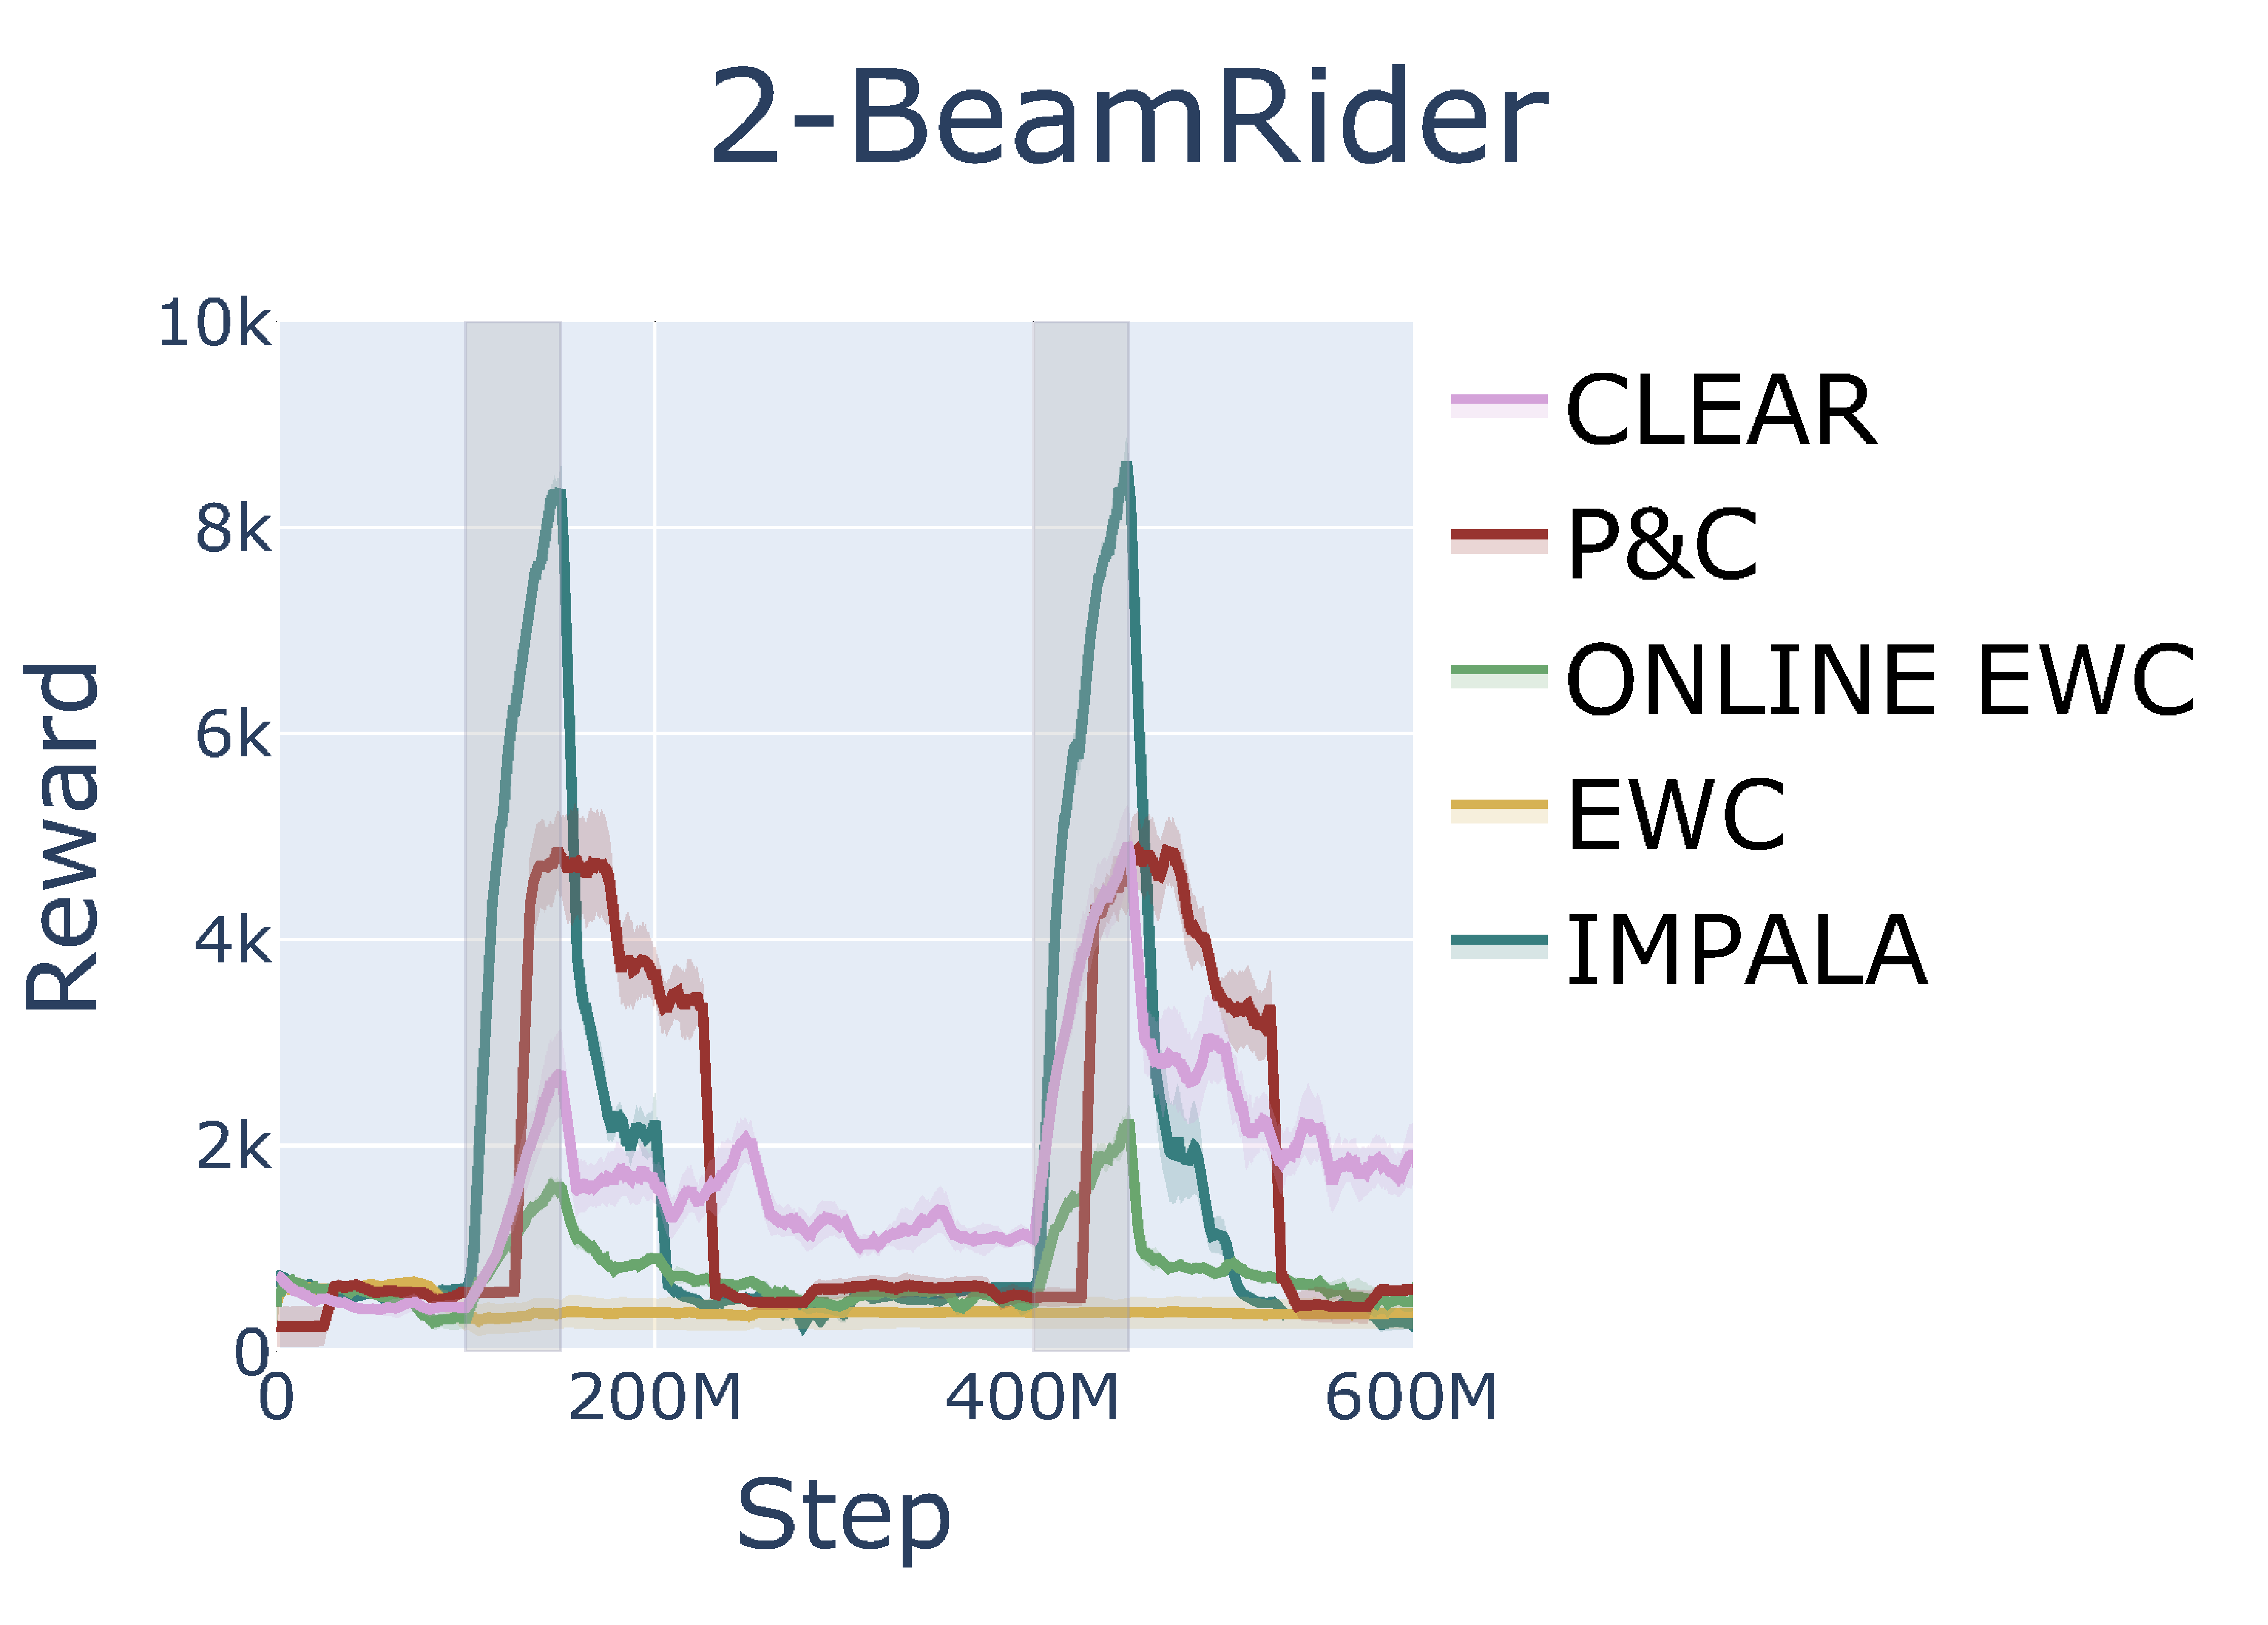 2-BeamRider
10k
8k
6k
4k
2k
0
Reward
0 200M 400M 600M
Step
CLEAR
P&C
ONLINE EWC
EWC
IMPALA